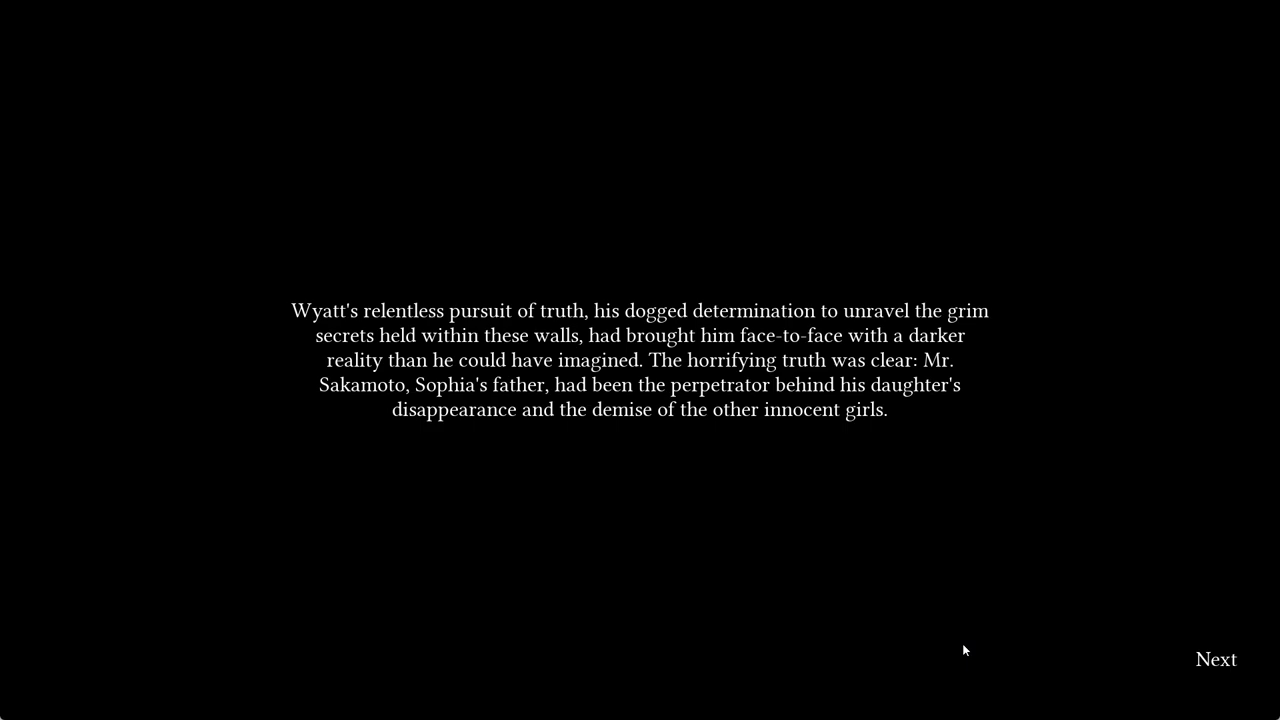 Wyatt's relentless pursuit of truth, his dogged determination to unravel the grim
secrets held within these walls, had brought him face-to-face with a darker
reality than he could have imagined. The horrifying truth was clear: Mr.
Sakamoto, Sophia's father, had been the perpetrator behind his daughter's
disappearance and the demise of the other innocent girls.
Next